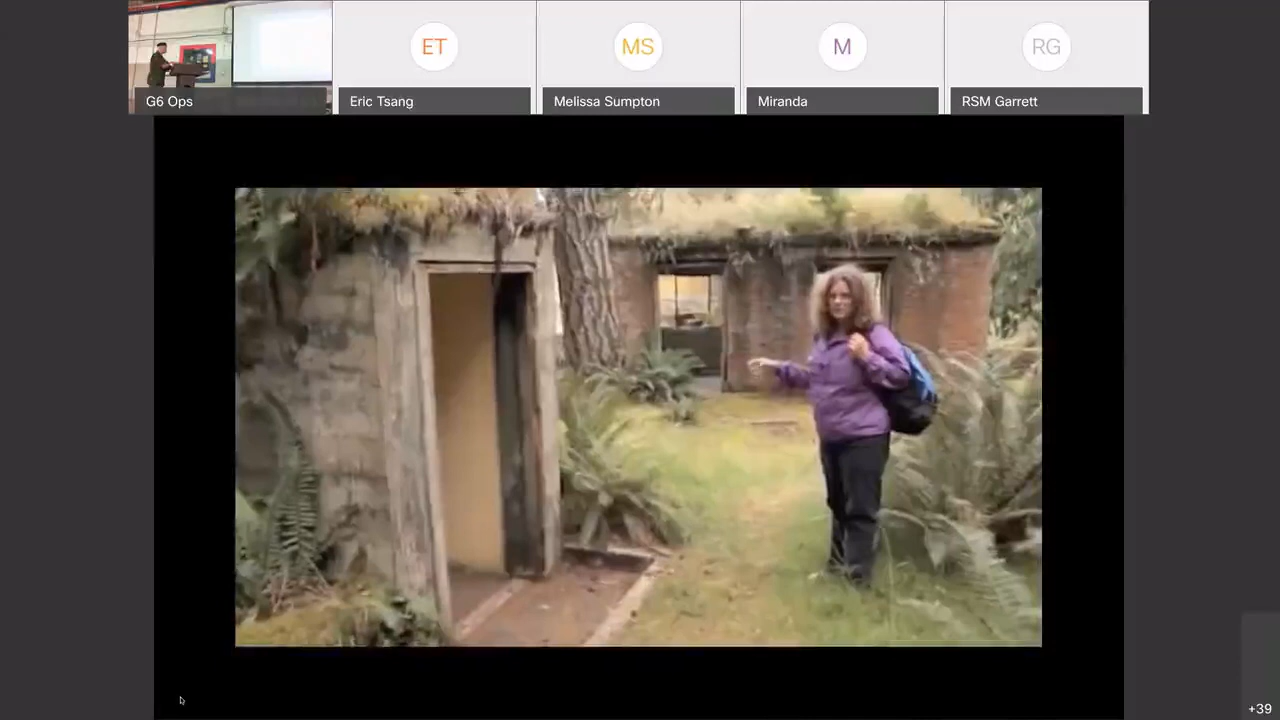 ET
MS
M
RG
G6 Ops
Eric Tsang
Melissa Sumpton
Miranda
RSM Garrett
+39